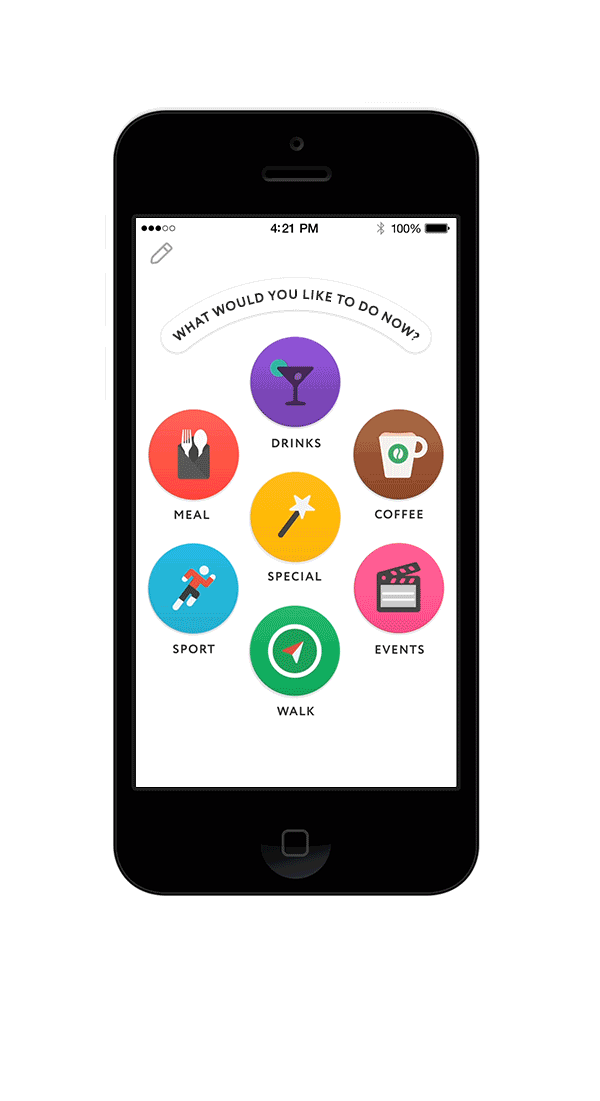 4:21 PM 100%
WHAT WOULD YOU LIKE TO DO NOW?
DRINKS
MEAL
COFFEE
SPECIAL
SPORT
EVENTS
WALK